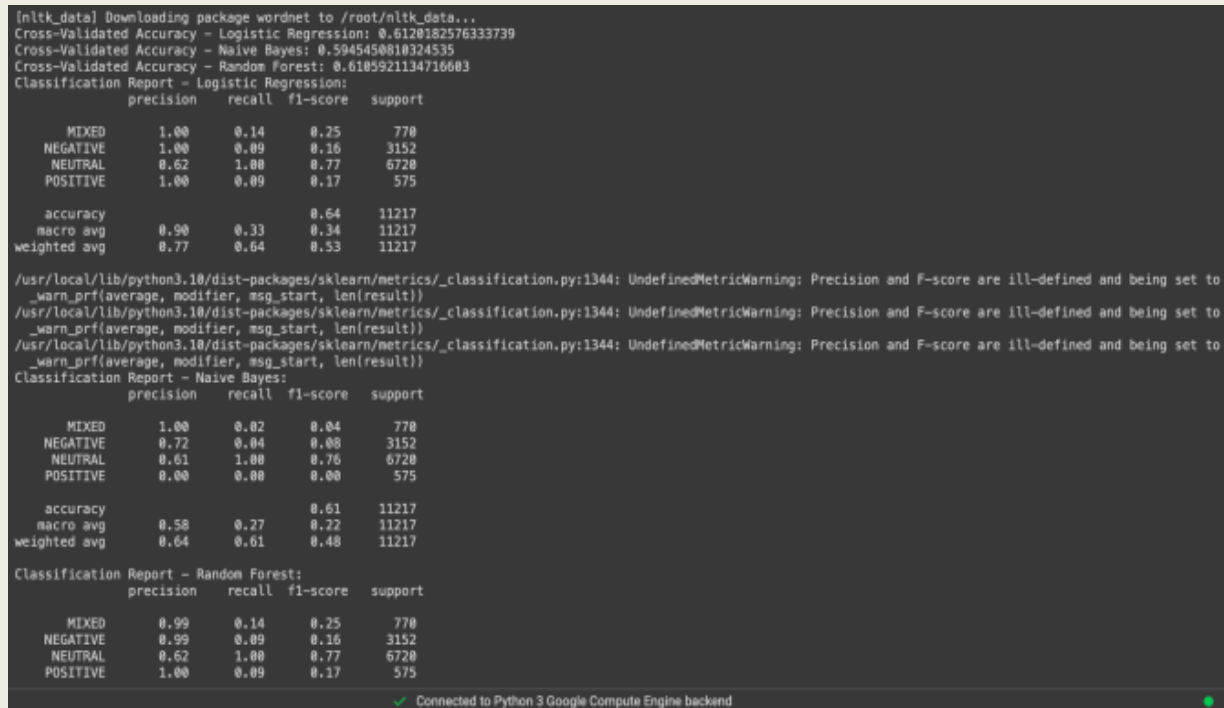 [nltk_data] Downloading package wordnet to /root/nltk_data...
Cross-Validated Accuracy - Logistic Regression: 0.6120182576333739
Cross-Validated Accuracy - Naive Bayes: 0.5945450810324535
Cross-Validated Accuracy - Random Forest: 0.6105921134716603
Classification Report - Logistic Regression:
precision recall f1-score support
MIXED 1.00 0.14 0.25 770
NEGATIVE 1.00 0.09 0.16 3152
NEUTRAL 0.62 1.00 0.77 6720
POSITIVE 1.00 0.09 0.17 575
accuracy 0.64 11217
macro avg 0.90 0.33 0.34 11217
weighted avg 0.77 0.64 0.53 11217
/usr/local/lib/python3.10/dist-packages/sklearn/metrics/_classification.py:1344: UndefinedMetricWarning: Precision and F-score are ill-defined and being set to
_warn_prf(average, modifier, msg_start, len(result))
/usr/local/lib/python3.10/dist-packages/sklearn/metrics/_classification.py:1344: UndefinedMetricWarning: Precision and F-score are ill-defined and being set to
_warn_prf(average, modifier, msg_start, len(result))
/usr/local/lib/python3.10/dist-packages/sklearn/metrics/_classification.py:1344: UndefinedMetricWarning: Precision and F-score are ill-defined and being set to
_warn_prf(average, modifier, msg_start, len(result))
Classification Report - Naive Bayes:
precision recall f1-score support
MIXED 1.00 0.02 0.04 770
NEGATIVE 0.72 0.04 0.08 3152
NEUTRAL 0.61 1.00 0.76 6720
POSITIVE 0.00 0.00 0.00 575
accuracy 0.61 11217
macro avg 0.58 0.27 0.22 11217
weighted avg 0.64 0.61 0.48 11217
Classification Report - Random Forest:
precision recall f1-score support
MIXED 0.99 0.14 0.25 770
NEGATIVE 0.99 0.09 0.16 3152
NEUTRAL 0.62 1.00 0.77 6720
POSITIVE 1.00 0.09 0.17 575
Connected to Python 3 Google Compute Engine backend